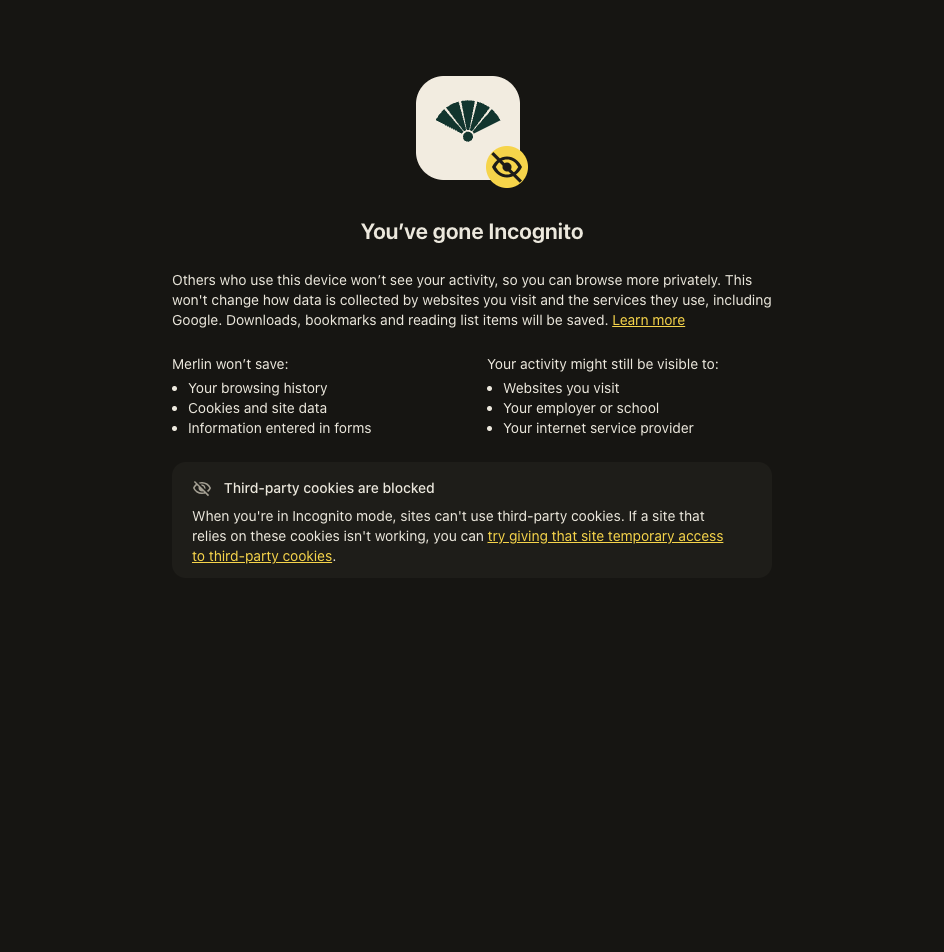 You’ve gone Incognito
Others who use this device won’t see your activity, so you can browse more privately. This
won't change how data is collected by websites you visit and the services they use, including
Google. Downloads, bookmarks and reading list items will be saved. Learn more
Merlin won’t save:
Your browsing history
Cookies and site data
Information entered in forms
Your activity might still be visible to:
Websites you visit
Your employer or school
Your internet service provider
Third-party cookies are blocked
When you're in Incognito mode, sites can't use third-party cookies. If a site that
relies on these cookies isn't working, you can try giving that site temporary access
to third-party cookies.